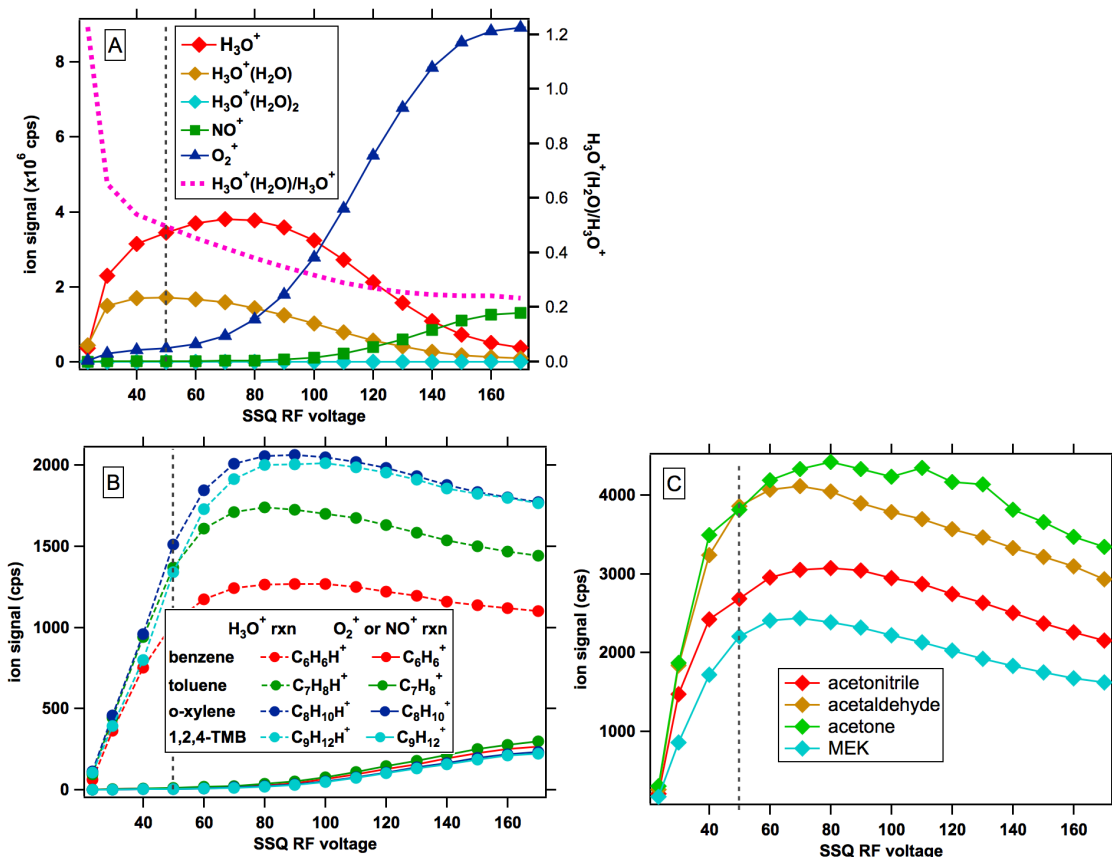 A
H₃O⁺
H₃O⁺(H₂O)
H₃O⁺(H₂O)₂
NO⁺
O₂⁺
H₃O⁺(H₂O)/H₃O⁺
ion signal (x10⁶ cps)
8
6
4
2
0
1.2
1.0
0.8
0.6
0.4
0.2
0.0
H₃O⁺(H₂O)/H₃O⁺
40 60 80 100 120 140 160
SSQ RF voltage
B
ion signal (cps)
2000
1500
1000
500
0
H₃O⁺ rxn O₂⁺ or NO⁺ rxn
benzene C₆H₆H⁺ C₆H₆⁺
toluene C₇H₈H⁺ C₇H₈⁺
o-xylene C₈H₁₀H⁺ C₈H₁₀⁺
1,2,4-TMB C₉H₁₂H⁺ C₉H₁₂⁺
40 60 80 100 120 140 160
SSQ RF voltage
C
ion signal (cps)
4000
3000
2000
1000
acetonitrile
acetaldehyde
acetone
MEK
40 60 80 100 120 140 160
SSQ RF voltage